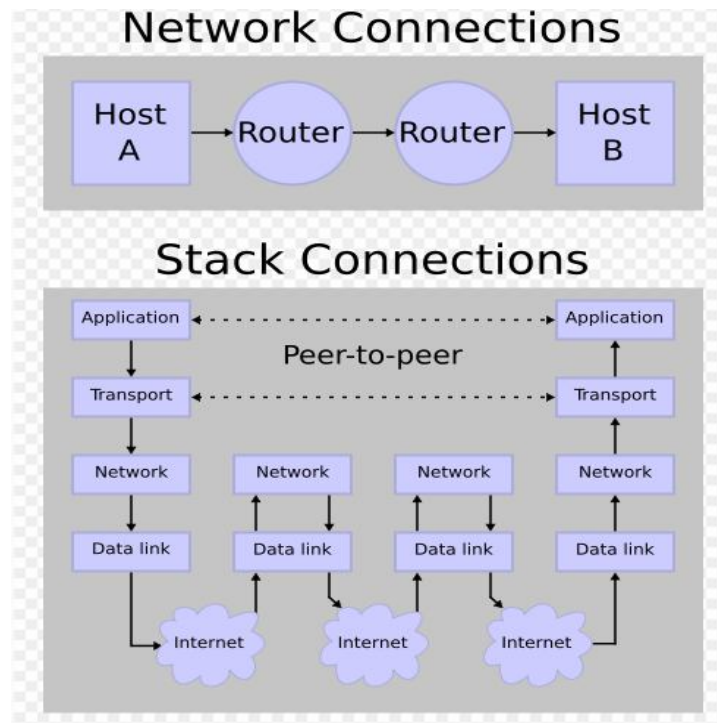 Network Connections
Host
A
Router
Router
Host
B
Stack Connections
Application
Application
Peer-to-peer
Transport
Transport
Network
Network
Network
Network
Data link
Data link
Data link
Data link
Internet
Internet
Internet